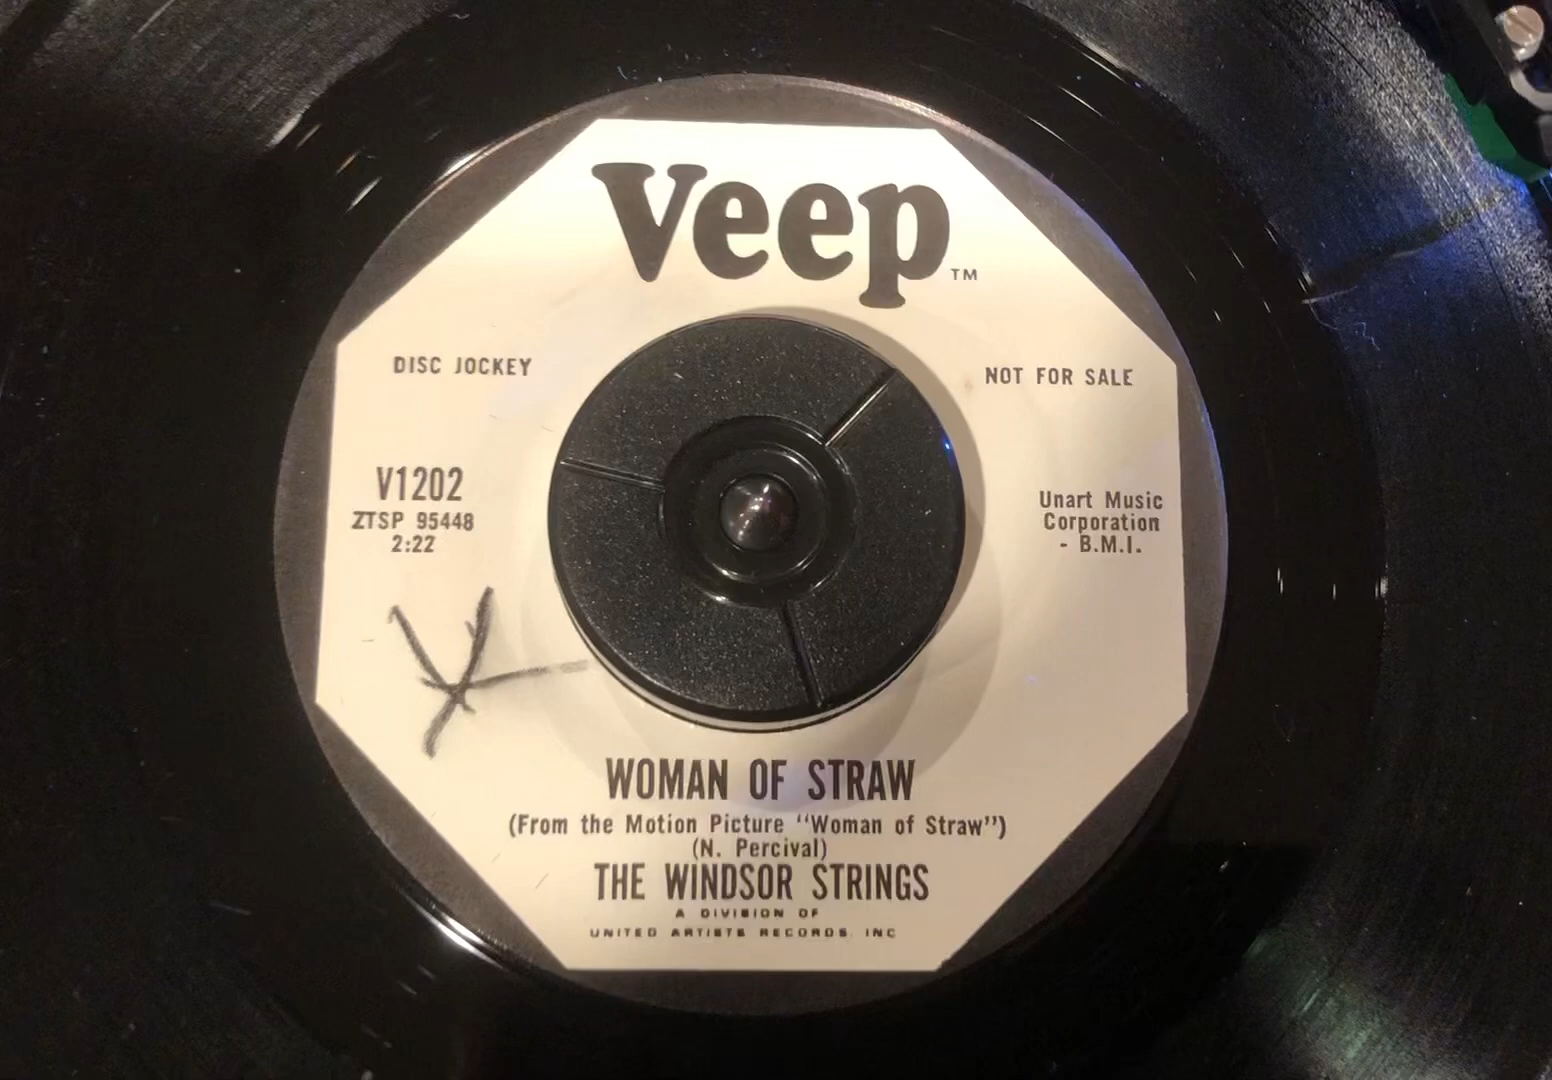 Veep TM
DISC JOCKEY
NOT FOR SALE
V1202
ZTSP 95448
2:22
Unart Music
Corporation
- B.M.I.
WOMAN OF STRAW
(From the Motion Picture “Woman of Straw”)
(N. Percival)
THE WINDSOR STRINGS
A DIVISION OF
UNITED ARTISTS RECORDS, INC